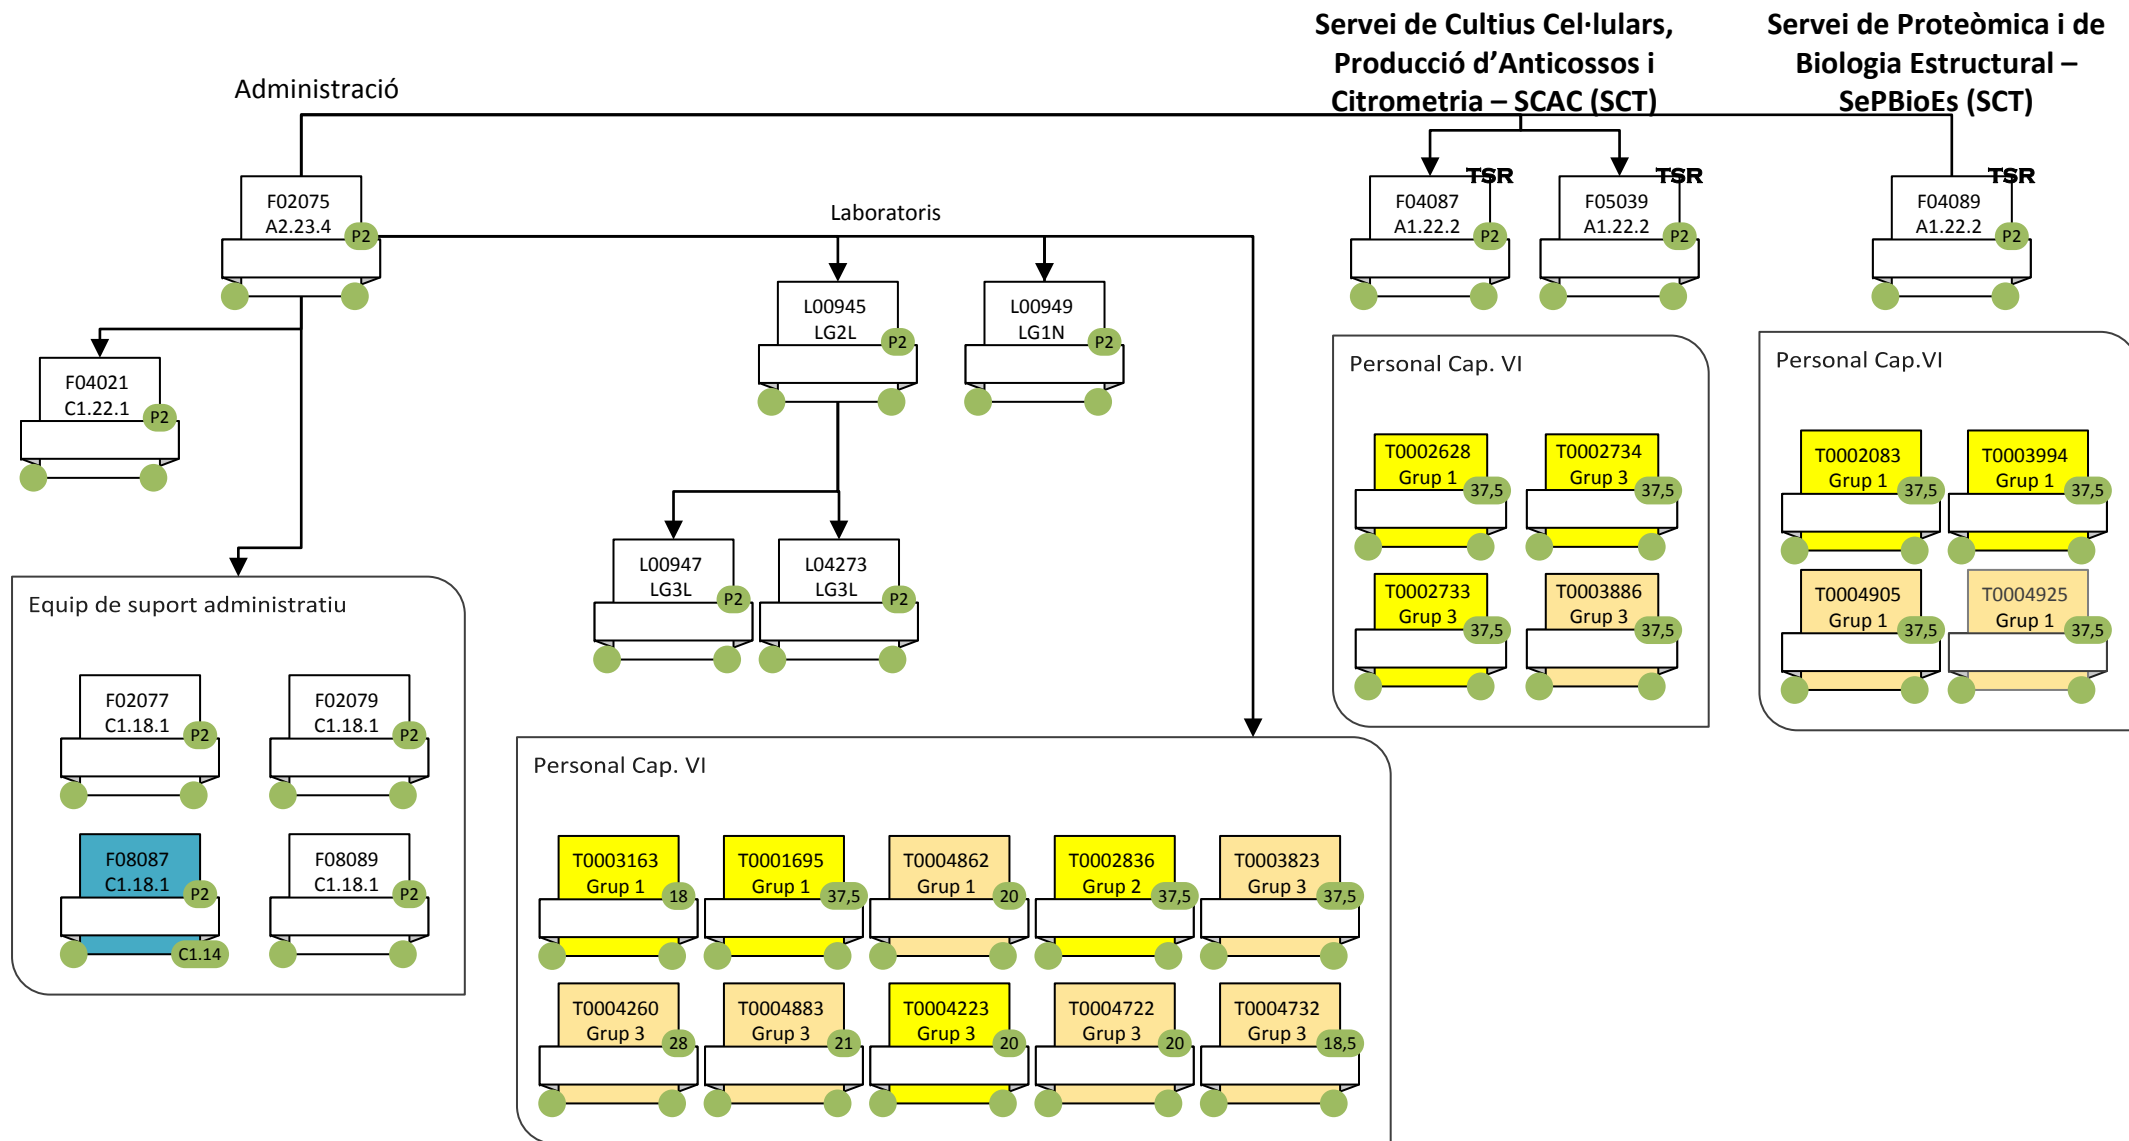 Administració
Servei de Cultius Cel·lulars,
Producció d'Anticossos i
Citrometria – SCAC (SCT)
Servei de Proteòmica i de
Biologia Estructural –
SePBioEs (SCT)
F02075
A2.23.4
P2
F04021
C1.22.1
P2
Equip de suport administratiu
F02077
C1.18.1
P2
F02079
C1.18.1
P2
F08087
C1.18.1
P2
C1.14
F08089
C1.18.1
P2
Laboratoris
L00945
LG2L
P2
L00949
LG1N
P2
L00947
LG3L
P2
L04273
LG3L
P2
Personal Cap. VI
T0003163
Grup 1
18
T0001695
Grup 1
37,5
T0004862
Grup 1
20
T0002836
Grup 2
37,5
T0003823
Grup 3
37,5
T0004260
Grup 3
28
T0004883
Grup 3
21
T0004223
Grup 3
20
T0004722
Grup 3
20
T0004732
Grup 3
18,5
TSR
F04087
A1.22.2
P2
TSR
F05039
A1.22.2
P2
Personal Cap. VI
T0002628
Grup 1
37,5
T0002734
Grup 3
37,5
T0002733
Grup 3
37,5
T0003886
Grup 3
37,5
TSR
F04089
A1.22.2
P2
Personal Cap.VI
T0002083
Grup 1
37,5
T0003994
Grup 1
37,5
T0004905
Grup 1
37,5
T0004925
Grup 1
37,5